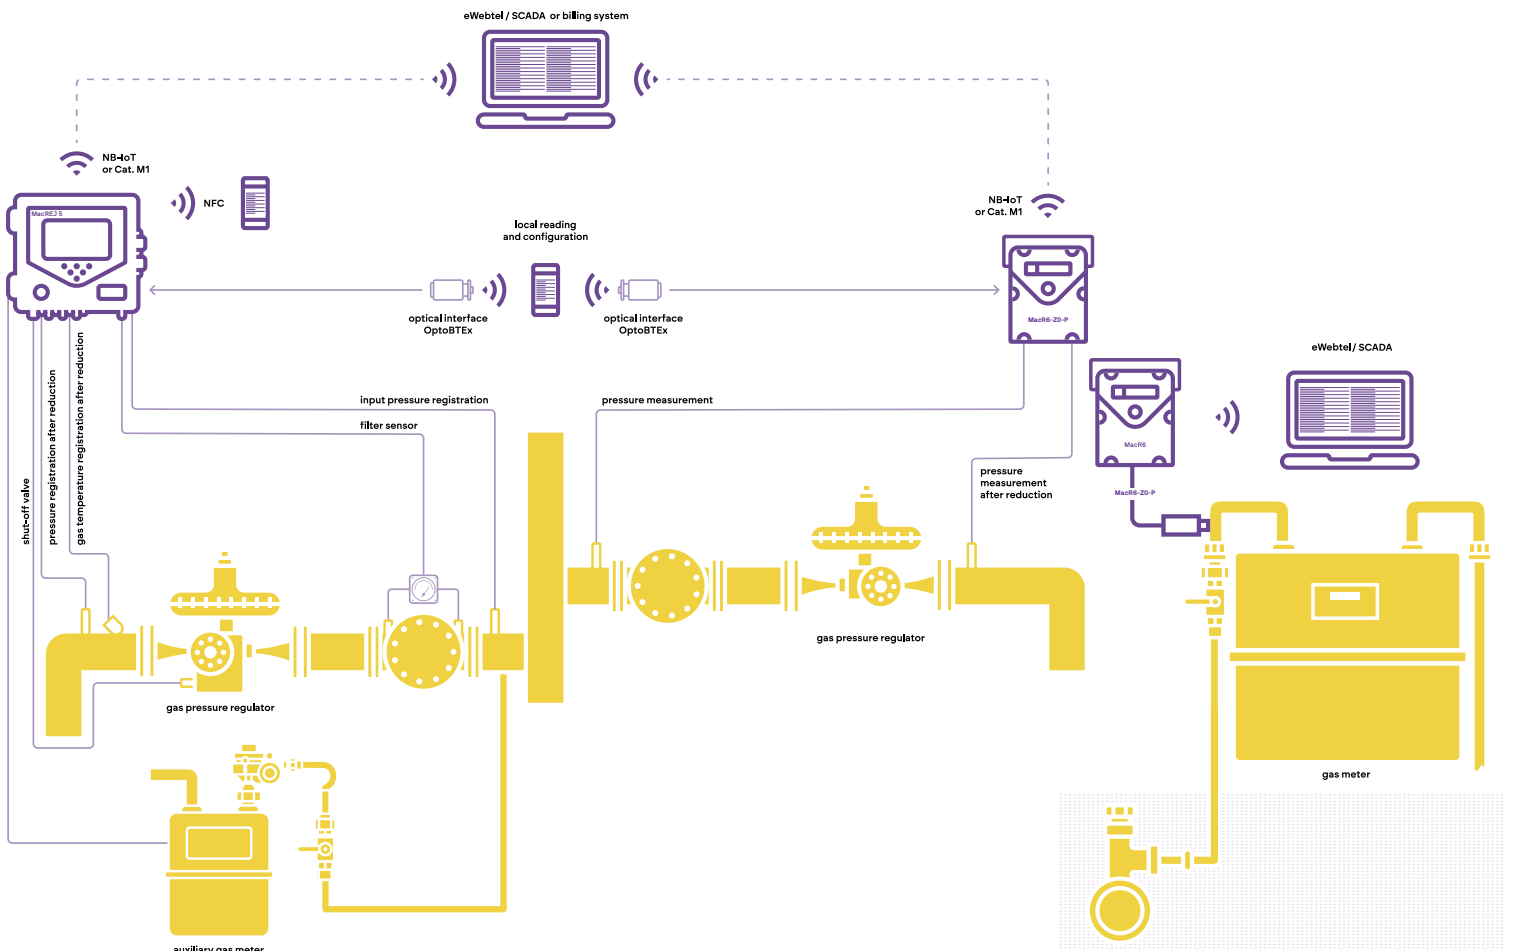 eWebtel / SCADA or billing system
NB-IoT
or Cat. M1
NFC
MacREJ 5
local reading
and configuration
optical interface
OptoBTEx
optical interface
OptoBTEx
NB-IoT
or Cat. M1
MacR6-Z0-P
eWebtel / SCADA
MacR6
MacR6-Z0-P
input pressure registration
filter sensor
pressure measurement
pressure
measurement
after reduction
shut-off valve
pressure registration after reduction
gas temperature registration after reduction
gas pressure regulator
gas pressure regulator
gas meter
auxiliary gas meter